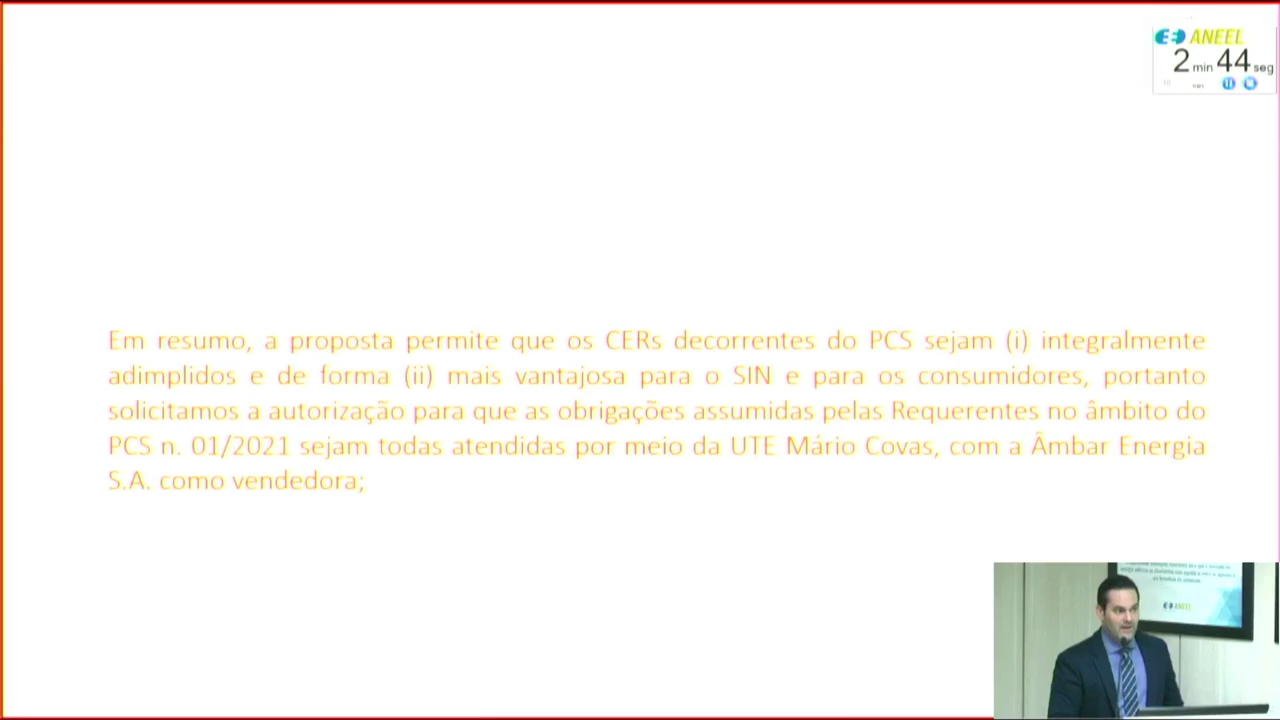 ANEEL
2 min 44 seg
Em resumo, a proposta permite que os CERs decorrentes do PCS sejam (i) integralmente
adimplidos e de forma (ii) mais vantajosa para o SIN e para os consumidores, portanto
solicitamos a autorização para que as obrigações assumidas pelas Requerentes no âmbito do
PCS n. 01/2021 sejam todas atendidas por meio da UTE Mário Covas, com a Âmbar Energia
S.A. como vendedora;
ANEEL